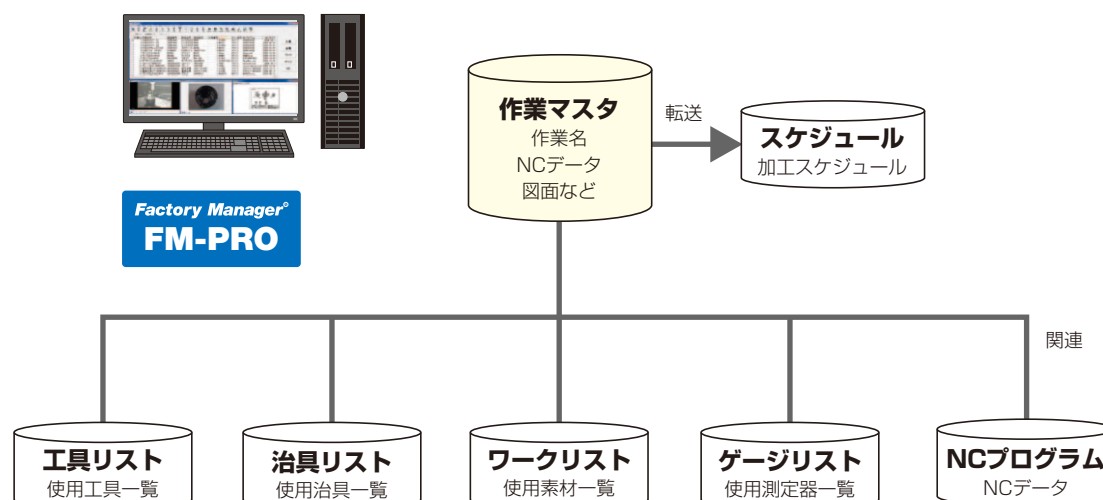 作業マスタ
作業名
NCデータ
図面など
転送
スケジュール
加工スケジュール
Factory Manager®
FM-PRO
関連
工具リスト
使用工具一覧
治具リスト
使用治具一覧
ワークリスト
使用素材一覧
ゲージリスト
使用測定器一覧
NCプログラム
NCデータ